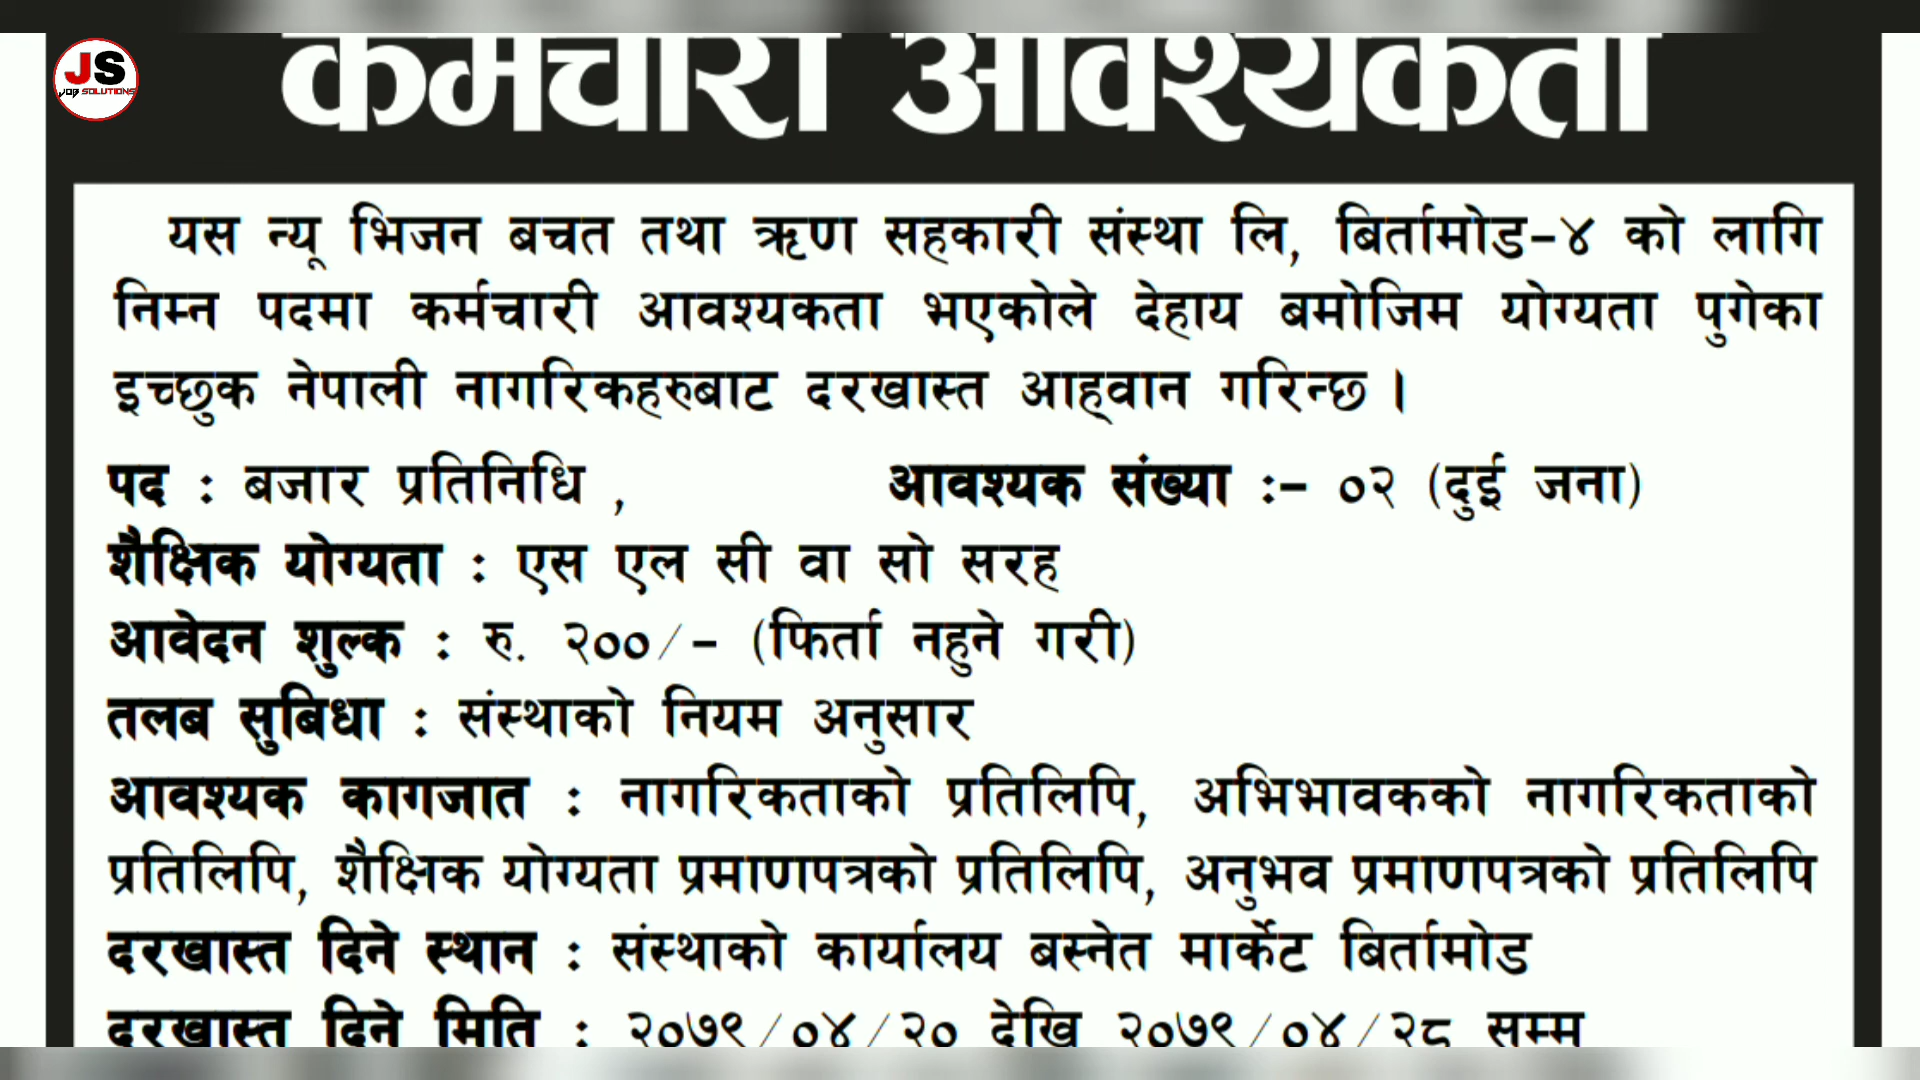 कर्मचारी आवश्यकता
JS
JOB SOLUTIONS
यस न्यू भिजन बचत तथा ऋण सहकारी संस्था लि, बिर्तामोड-४ को लागि
निम्न पदमा कर्मचारी आवश्यकता भएकोले देहाय बमोजिम योग्यता पुगेका
इच्छुक नेपाली नागरिकहरुबाट दरखास्त आह्वान गरिन्छ ।
पद : बजार प्रतिनिधि , आवश्यक संख्या :- ०२ (दुई जना)
शैक्षिक योग्यता : एस एल सी वा सो सरह
आवेदन शुल्क : रु. २००/- (फिर्ता नहुने गरी)
तलब सुबिधा : संस्थाको नियम अनुसार
आवश्यक कागजात : नागरिकताको प्रतिलिपि, अभिभावकको नागरिकताको
प्रतिलिपि, शैक्षिक योग्यता प्रमाणपत्रको प्रतिलिपि, अनुभव प्रमाणपत्रको प्रतिलिपि
दरखास्त दिने स्थान : संस्थाको कार्यालय बस्नेत मार्केट बिर्तामोड
दरखास्त दिने मिति : २०७९/०४/२० देखि २०७९/०४/२८ सम्म